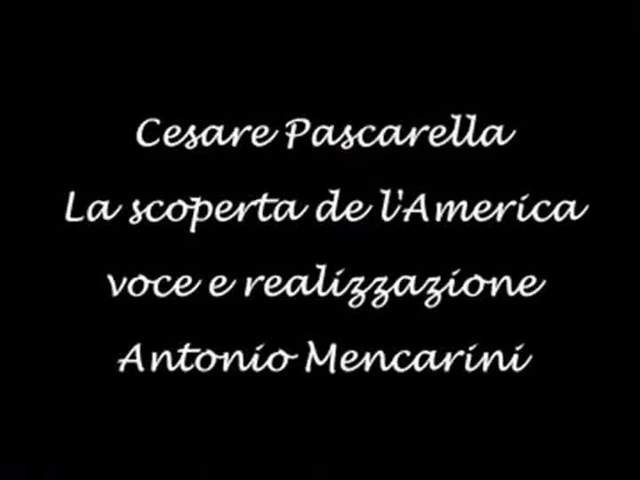 Cesare Pascarella
La scoperta de l'America
voce e realizzazione
Antonio Mencarini